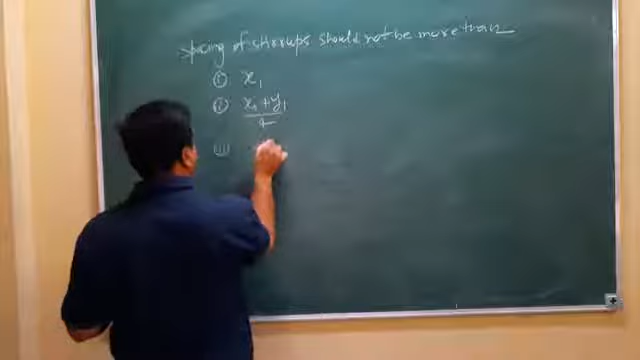 spacing of stirrups should not be more than
(i) x₁
(ii) x₁ + y₁
4
(iii)